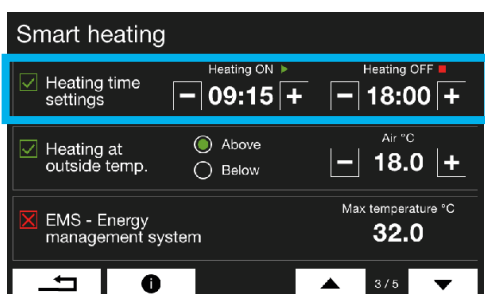 Smart heating
Heating time
settings
Heating ON
09:15
Heating OFF
18:00
Heating at
outside temp.
Above
Below
Air °C
18.0
EMS - Energy
management system
Max temperature °C
32.0
3/5